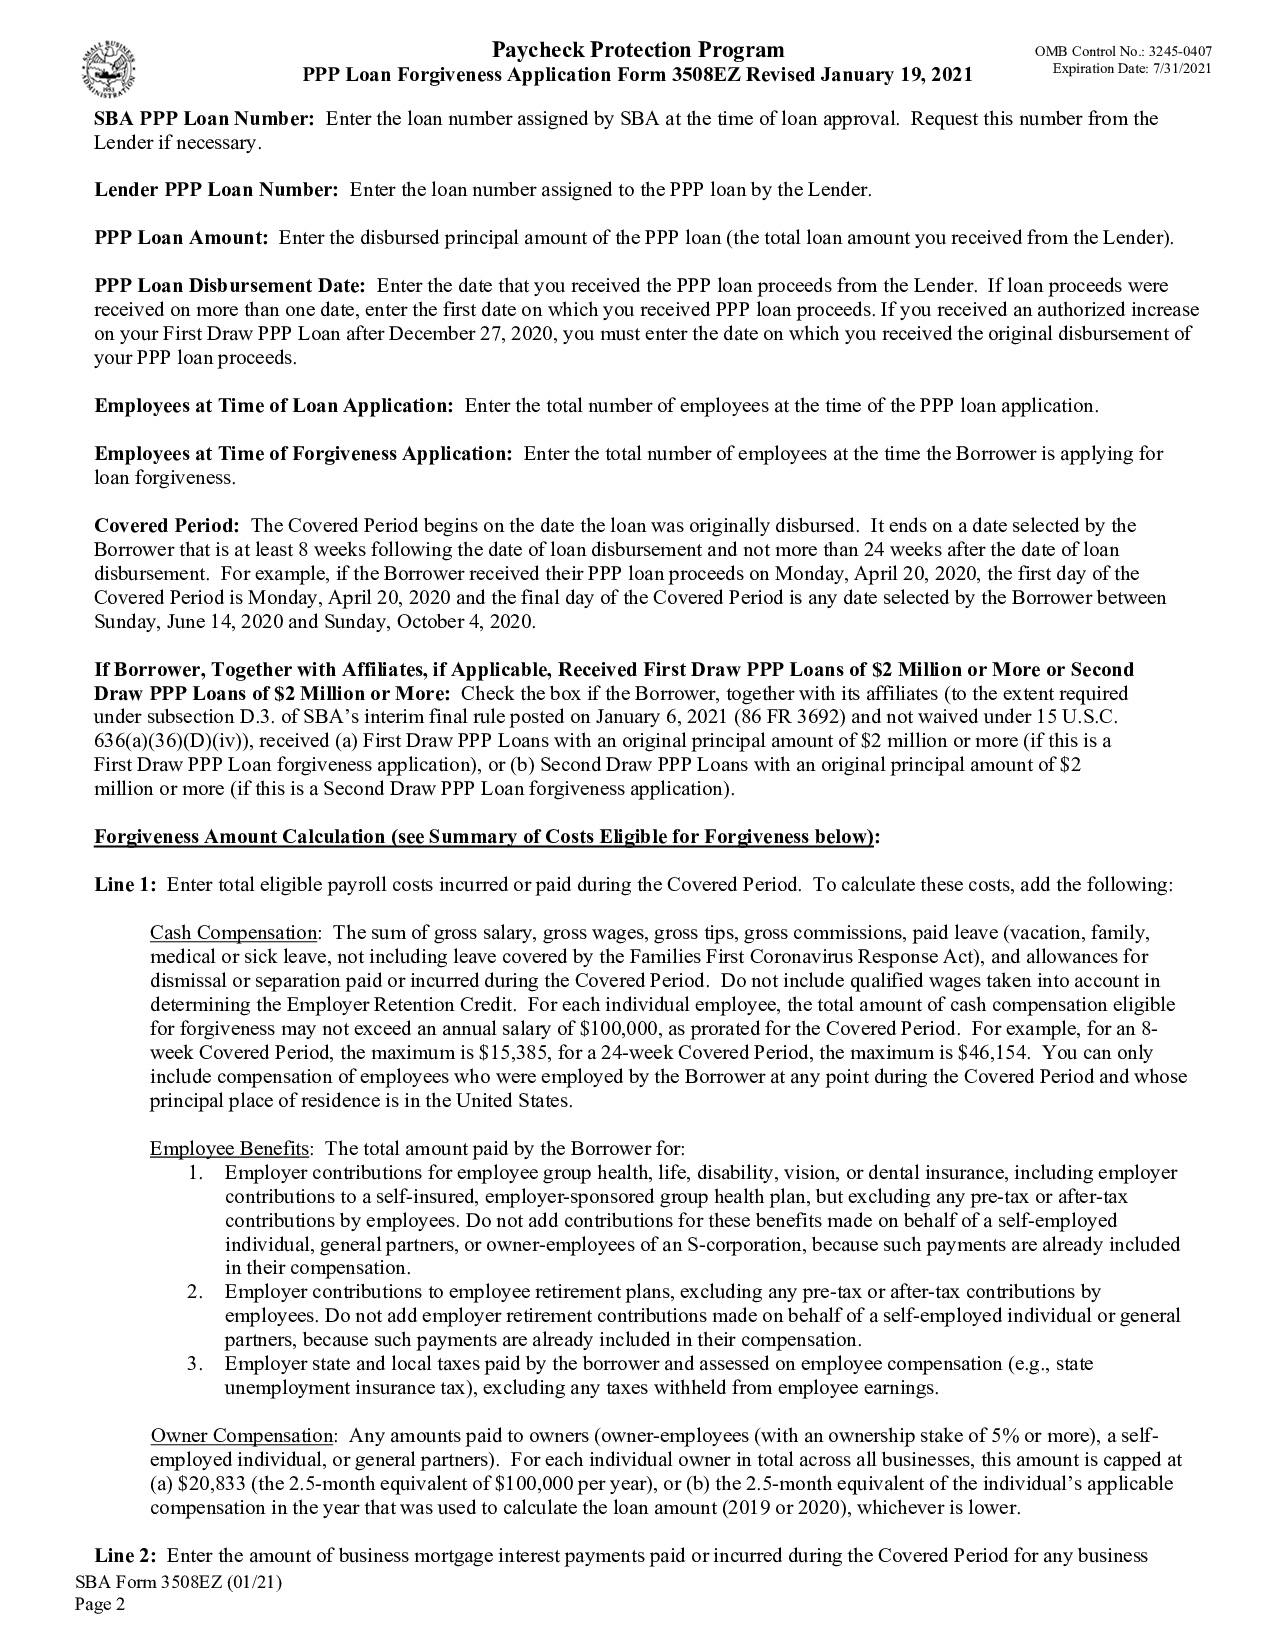 Paycheck Protection Program
PPP Loan Forgiveness Application Form 3508EZ Revised January 19, 2021
OMB Control No.: 3245-0407
Expiration Date: 7/31/2021
SBA PPP Loan Number: Enter the loan number assigned by SBA at the time of loan approval. Request this number from the
Lender if necessary.
Lender PPP Loan Number: Enter the loan number assigned to the PPP loan by the Lender.
PPP Loan Amount: Enter the disbursed principal amount of the PPP loan (the total loan amount you received from the Lender).
PPP Loan Disbursement Date: Enter the date that you received the PPP loan proceeds from the Lender. If loan proceeds were
received on more than one date, enter the first date on which you received PPP loan proceeds. If you received an authorized increase
on your First Draw PPP Loan after December 27, 2020, you must enter the date on which you received the original disbursement of
your PPP loan proceeds.
Employees at Time of Loan Application: Enter the total number of employees at the time of the PPP loan application.
Employees at Time of Forgiveness Application: Enter the total number of employees at the time the Borrower is applying for
loan forgiveness.
Covered Period: The Covered Period begins on the date the loan was originally disbursed. It ends on a date selected by the
Borrower that is at least 8 weeks following the date of loan disbursement and not more than 24 weeks after the date of loan
disbursement. For example, if the Borrower received their PPP loan proceeds on Monday, April 20, 2020, the first day of the
Covered Period is Monday, April 20, 2020 and the final day of the Covered Period is any date selected by the Borrower between
Sunday, June 14, 2020 and Sunday, October 4, 2020.
If Borrower, Together with Affiliates, if Applicable, Received First Draw PPP Loans of $2 Million or More or Second
Draw PPP Loans of $2 Million or More: Check the box if the Borrower, together with its affiliates (to the extent required
under subsection D.3. of SBA’s interim final rule posted on January 6, 2021 (86 FR 3692) and not waived under 15 U.S.C.
636(a)(36)(D)(iv)), received (a) First Draw PPP Loans with an original principal amount of $2 million or more (if this is a
First Draw PPP Loan forgiveness application), or (b) Second Draw PPP Loans with an original principal amount of $2
million or more (if this is a Second Draw PPP Loan forgiveness application).
Forgiveness Amount Calculation (see Summary of Costs Eligible for Forgiveness below):
Line 1: Enter total eligible payroll costs incurred or paid during the Covered Period. To calculate these costs, add the following:
Cash Compensation: The sum of gross salary, gross wages, gross tips, gross commissions, paid leave (vacation, family,
medical or sick leave, not including leave covered by the Families First Coronavirus Response Act), and allowances for
dismissal or separation paid or incurred during the Covered Period. Do not include qualified wages taken into account in
determining the Employer Retention Credit. For each individual employee, the total amount of cash compensation eligible
for forgiveness may not exceed an annual salary of $100,000, as prorated for the Covered Period. For example, for an 8-
week Covered Period, the maximum is $15,385, for a 24-week Covered Period, the maximum is $46,154. You can only
include compensation of employees who were employed by the Borrower at any point during the Covered Period and whose
principal place of residence is in the United States.
Employee Benefits: The total amount paid by the Borrower for:
1. Employer contributions for employee group health, life, disability, vision, or dental insurance, including employer
contributions to a self-insured, employer-sponsored group health plan, but excluding any pre-tax or after-tax
contributions by employees. Do not add contributions for these benefits made on behalf of a self-employed
individual, general partners, or owner-employees of an S-corporation, because such payments are already included
in their compensation.
2. Employer contributions to employee retirement plans, excluding any pre-tax or after-tax contributions by
employees. Do not add employer retirement contributions made on behalf of a self-employed individual or general
partners, because such payments are already included in their compensation.
3. Employer state and local taxes paid by the borrower and assessed on employee compensation (e.g., state
unemployment insurance tax), excluding any taxes withheld from employee earnings.
Owner Compensation: Any amounts paid to owners (owner-employees (with an ownership stake of 5% or more), a self-
employed individual, or general partners). For each individual owner in total across all businesses, this amount is capped at
(a) $20,833 (the 2.5-month equivalent of $100,000 per year), or (b) the 2.5-month equivalent of the individual’s applicable
compensation in the year that was used to calculate the loan amount (2019 or 2020), whichever is lower.
Line 2: Enter the amount of business mortgage interest payments paid or incurred during the Covered Period for any business
SBA Form 3508EZ (01/21)
Page 2